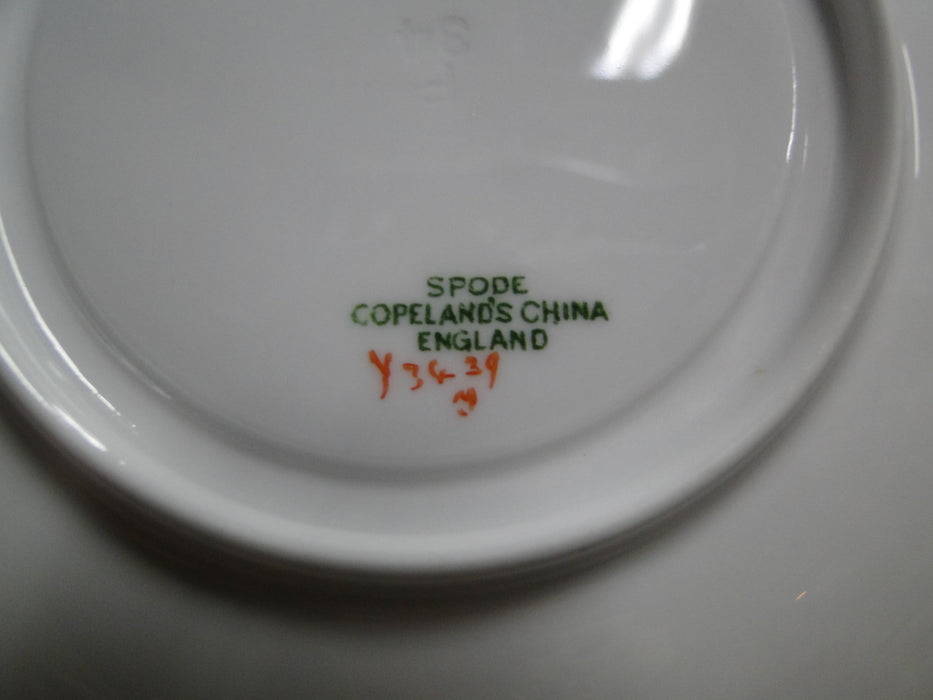 SPODE
COPELAND'S CHINA
ENGLAND
Y3439